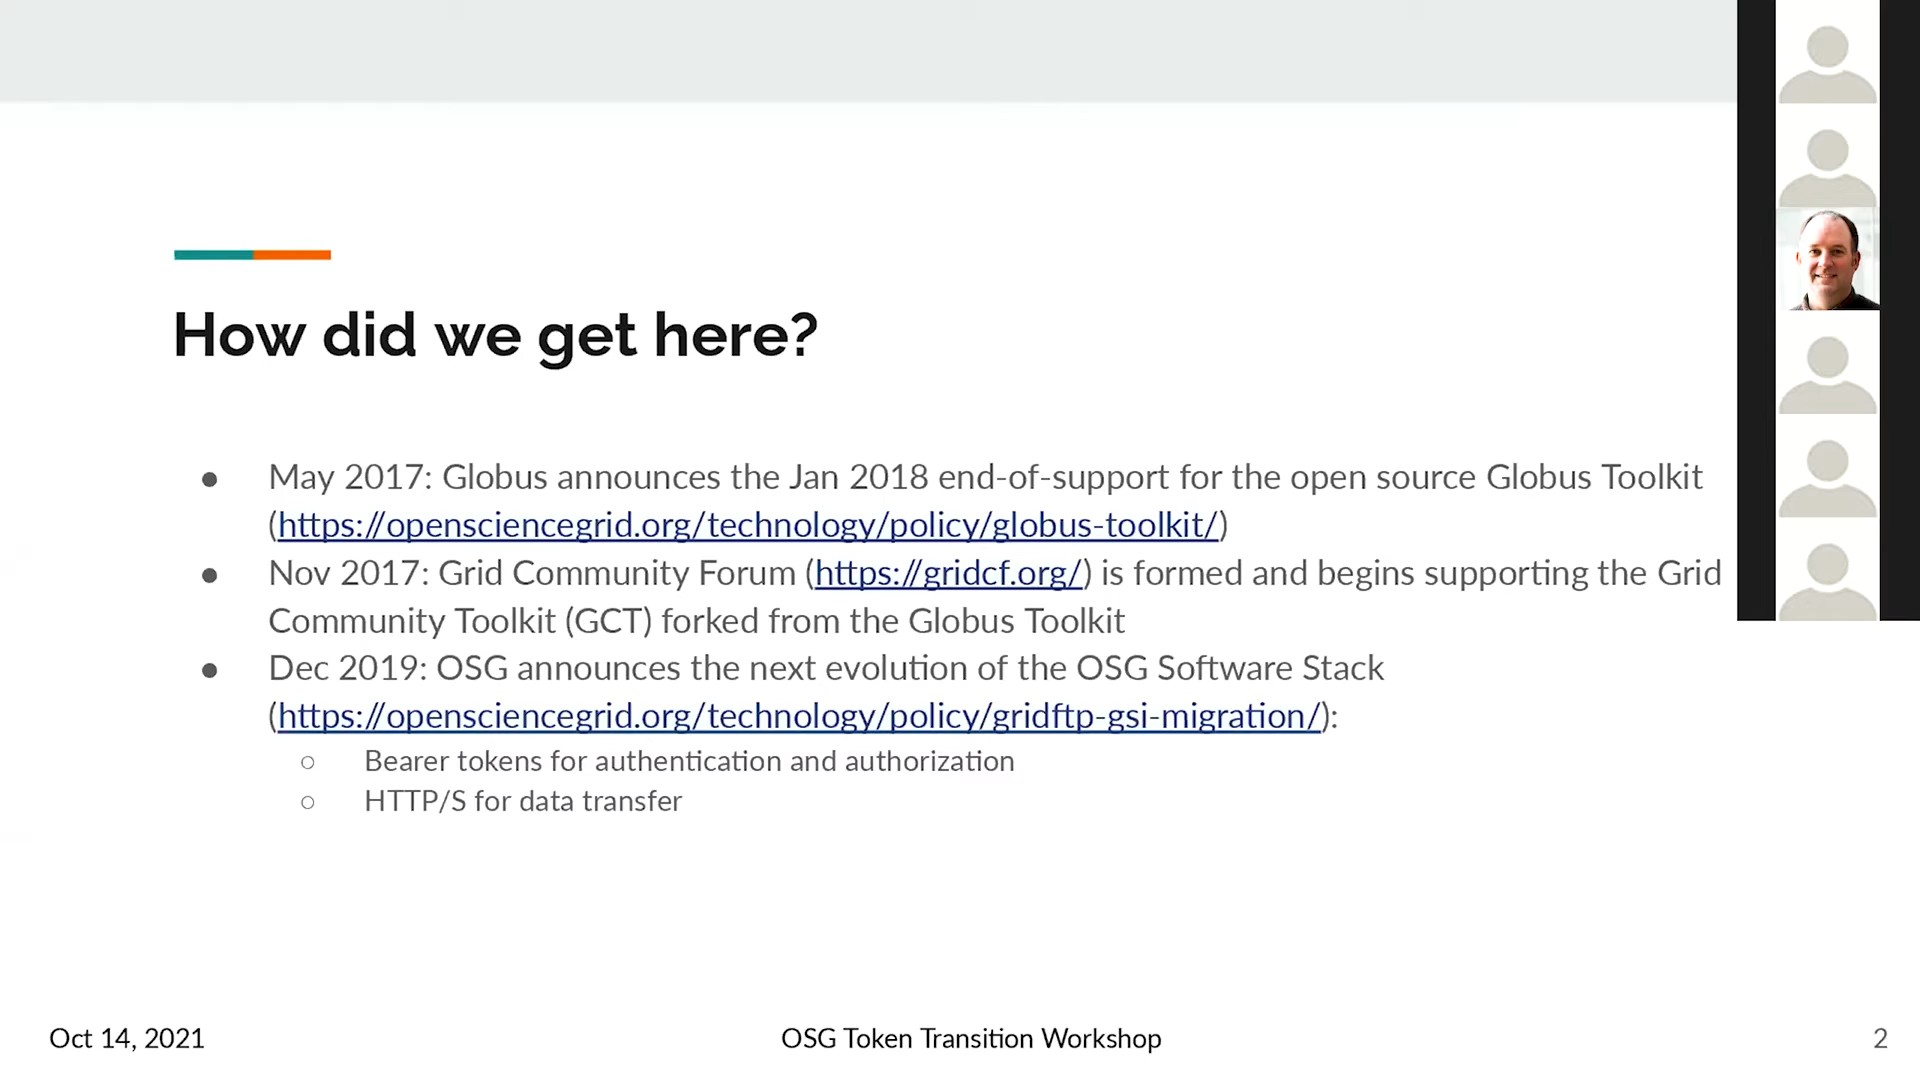 How did we get here?
● May 2017: Globus announces the Jan 2018 end-of-support for the open source Globus Toolkit
(https://opensciencegrid.org/technology/policy/globus-toolkit/)
● Nov 2017: Grid Community Forum (https://gridcf.org/) is formed and begins supporting the Grid
Community Toolkit (GCT) forked from the Globus Toolkit
● Dec 2019: OSG announces the next evolution of the OSG Software Stack
(https://opensciencegrid.org/technology/policy/gridftp-gsi-migration/):
○ Bearer tokens for authentication and authorization
○ HTTP/S for data transfer
Oct 14, 2021
OSG Token Transition Workshop
2